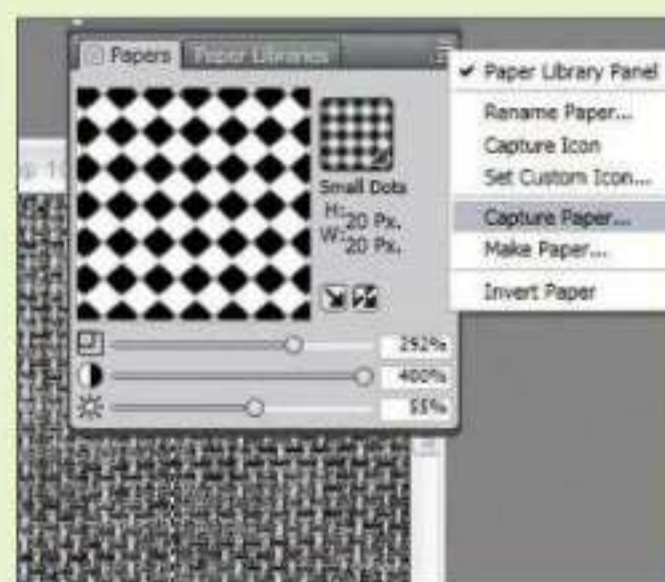 Papers Paper Libraries
✔ Paper Library Panel
Rename Paper...
Capture Icon
Set Custom Icon...
Capture Paper...
Make Paper...
Invert Paper
Small Dots
H: 20 Px.
W: 20 Px.
292%
400%
55%